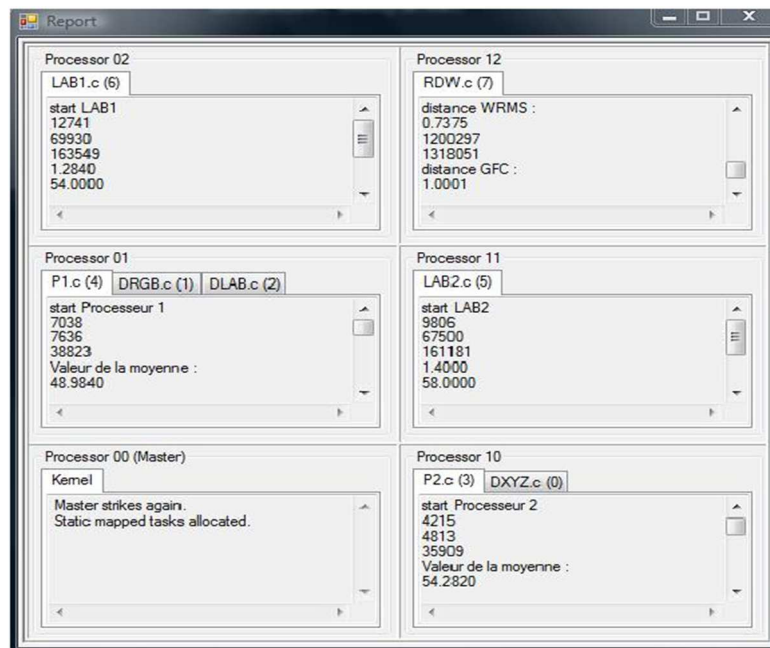 Report
Processor 02
LAB1.c (6)
start LAB1
12741
69930
163549
1.2840
54.0000
Processor 12
RDW.c (7)
distance WRMS :
0.7375
1200297
1318051
distance GFC :
1.0001
Processor 01
P1.c (4) DRGB.c (1) DLAB.c (2)
start Processeur 1
7038
7636
38823
Valeur de la moyenne :
48.9840
Processor 11
LAB2.c (5)
start LAB2
9806
67500
161181
1.4000
58.0000
Processor 00 (Master)
Kernel
Master strikes again.
Static mapped tasks allocated.
Processor 10
P2.c (3) DXYZ.c (0)
start Processeur 2
4215
4813
35909
Valeur de la moyenne :
54.2820